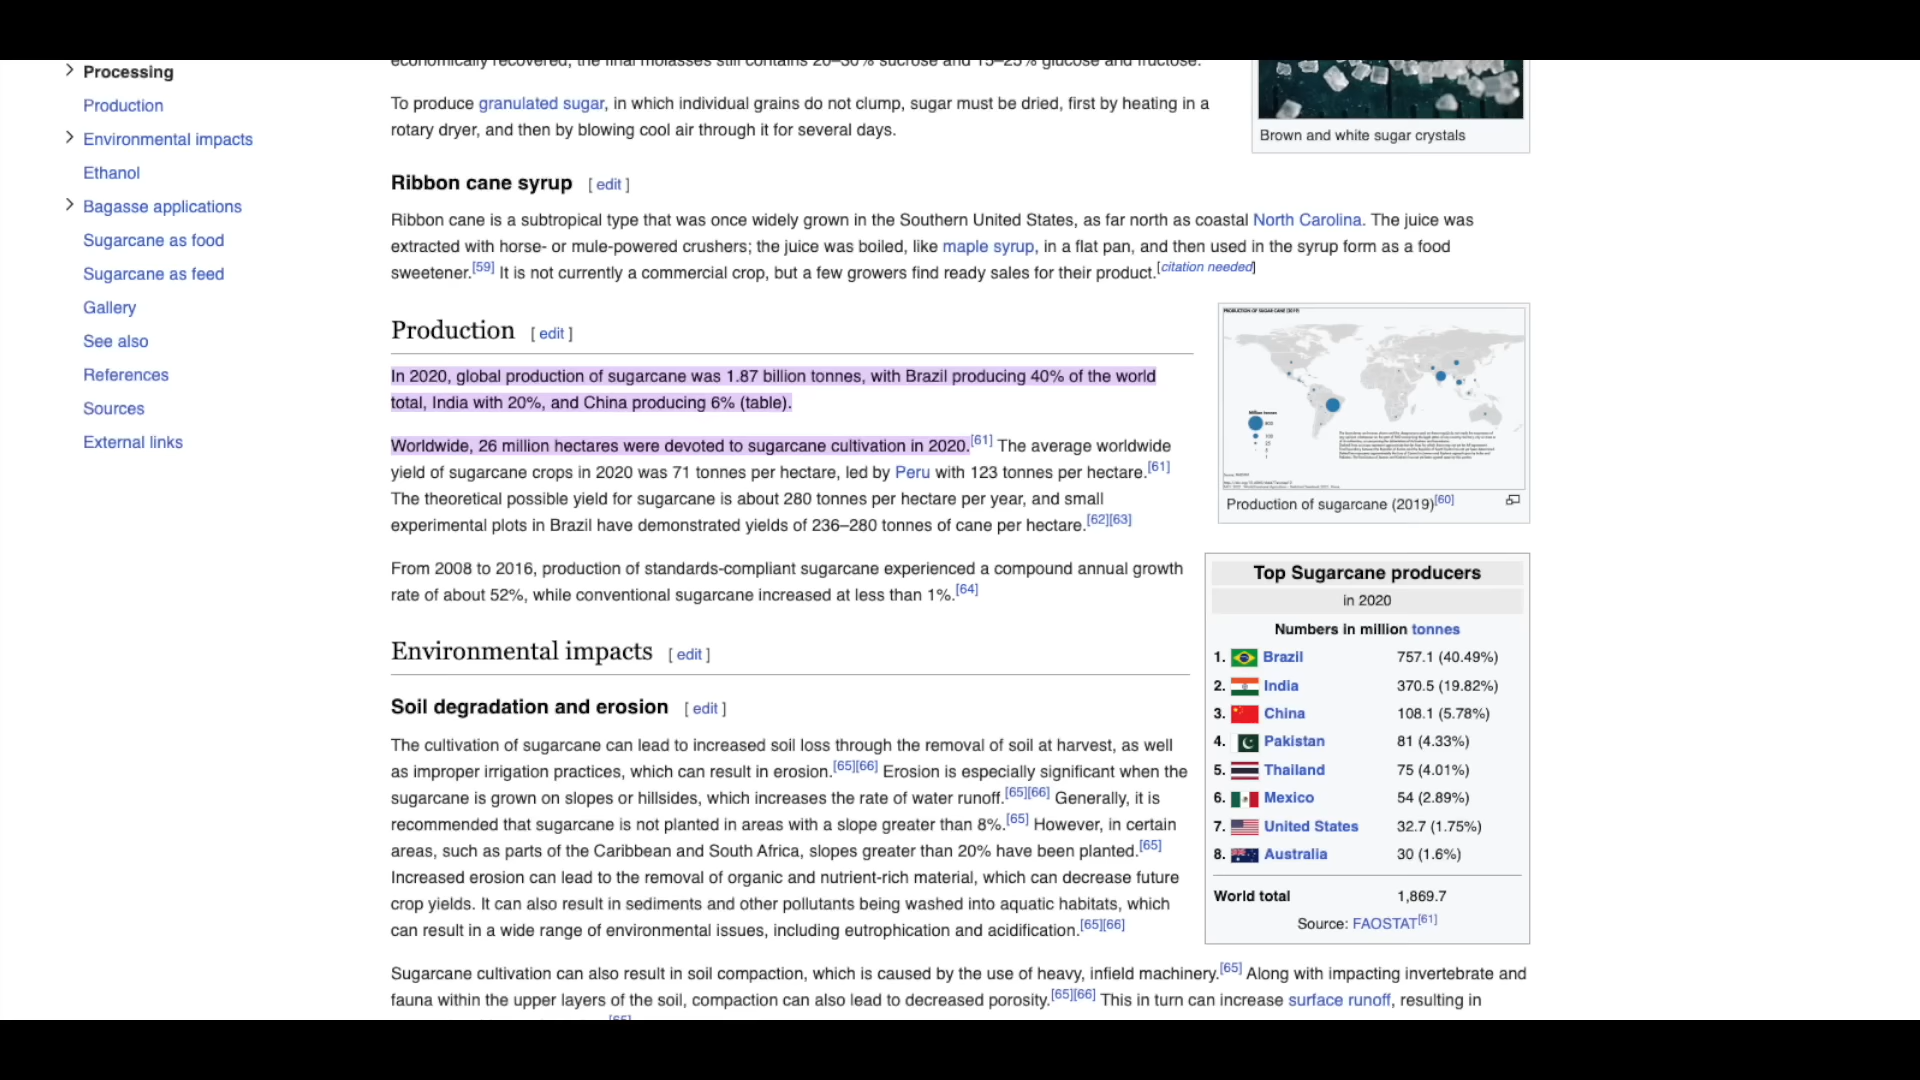 Processing
Production
Environmental impacts
Ethanol
Bagasse applications
Sugarcane as food
Sugarcane as feed
Gallery
See also
References
Sources
External links
economically recovered, the final molasses still contains 20–30% sucrose and 15–25% glucose and fructose.
To produce granulated sugar, in which individual grains do not clump, sugar must be dried, first by heating in a
rotary dryer, and then by blowing cool air through it for several days.
Brown and white sugar crystals
Ribbon cane syrup [ edit ]
Ribbon cane is a subtropical type that was once widely grown in the Southern United States, as far north as coastal North Carolina. The juice was
extracted with horse- or mule-powered crushers; the juice was boiled, like maple syrup, in a flat pan, and then used in the syrup form as a food
sweetener.[59] It is not currently a commercial crop, but a few growers find ready sales for their product.[citation needed]
Production [ edit ]
In 2020, global production of sugarcane was 1.87 billion tonnes, with Brazil producing 40% of the world
total, India with 20%, and China producing 6% (table).
Worldwide, 26 million hectares were devoted to sugarcane cultivation in 2020.[61] The average worldwide
yield of sugarcane crops in 2020 was 71 tonnes per hectare, led by Peru with 123 tonnes per hectare.[61]
The theoretical possible yield for sugarcane is about 280 tonnes per hectare per year, and small
experimental plots in Brazil have demonstrated yields of 236–280 tonnes of cane per hectare.[62][63]
From 2008 to 2016, production of standards-compliant sugarcane experienced a compound annual growth
rate of about 52%, while conventional sugarcane increased at less than 1%.[64]
PRODUCTION OF SUGAR CANE (2019)
Production of sugarcane (2019)[60]
Top Sugarcane producers
in 2020
Numbers in million tonnes
1. Brazil 757.1 (40.49%)
2. India 370.5 (19.82%)
3. China 108.1 (5.78%)
4. Pakistan 81 (4.33%)
5. Thailand 75 (4.01%)
6. Mexico 54 (2.89%)
7. United States 32.7 (1.75%)
8. Australia 30 (1.6%)
World total 1,869.7
Source: FAOSTAT[61]
Environmental impacts [ edit ]
Soil degradation and erosion [ edit ]
The cultivation of sugarcane can lead to increased soil loss through the removal of soil at harvest, as well
as improper irrigation practices, which can result in erosion.[65][66] Erosion is especially significant when the
sugarcane is grown on slopes or hillsides, which increases the rate of water runoff.[65][66] Generally, it is
recommended that sugarcane is not planted in areas with a slope greater than 8%.[65] However, in certain
areas, such as parts of the Caribbean and South Africa, slopes greater than 20% have been planted.[65]
Increased erosion can lead to the removal of organic and nutrient-rich material, which can decrease future
crop yields. It can also result in sediments and other pollutants being washed into aquatic habitats, which
can result in a wide range of environmental issues, including eutrophication and acidification.[65][66]
Sugarcane cultivation can also result in soil compaction, which is caused by the use of heavy, infield machinery.[65] Along with impacting invertebrate and
fauna within the upper layers of the soil, compaction can also lead to decreased porosity.[65][66] This in turn can increase surface runoff, resulting in